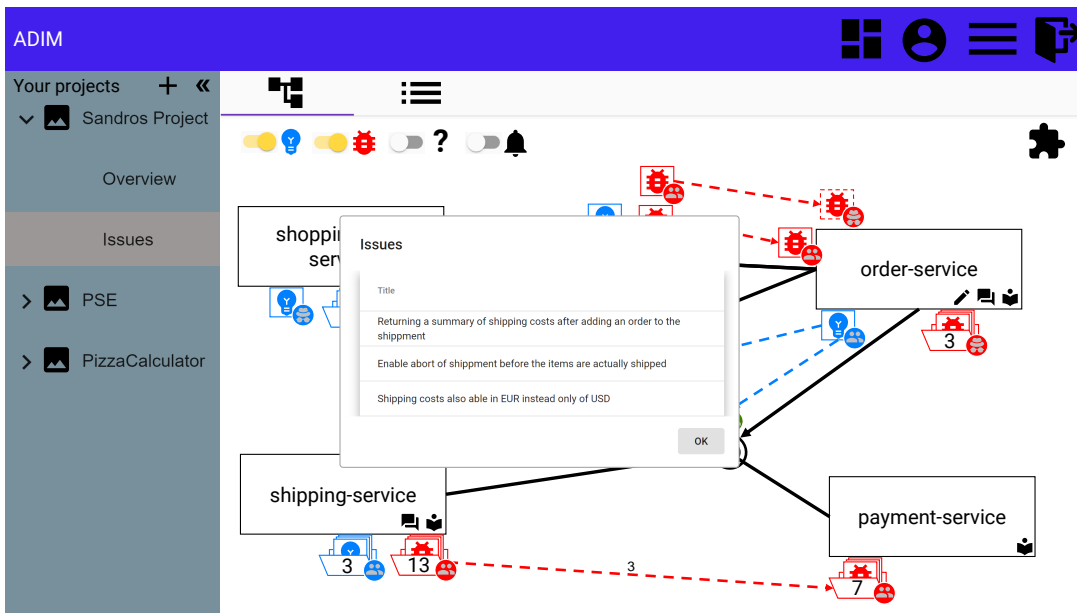 ADIM
Your projects
Sandros Project
Overview
Issues
PSE
PizzaCalculator
?
order-service
3
Issues
Title
Returning a summary of shipping costs after adding an order to the
shippment
Enable abort of shippment before the items are actually shipped
Shipping costs also able in EUR instead only of USD
OK
shipping-service
3
13
3
payment-service
7